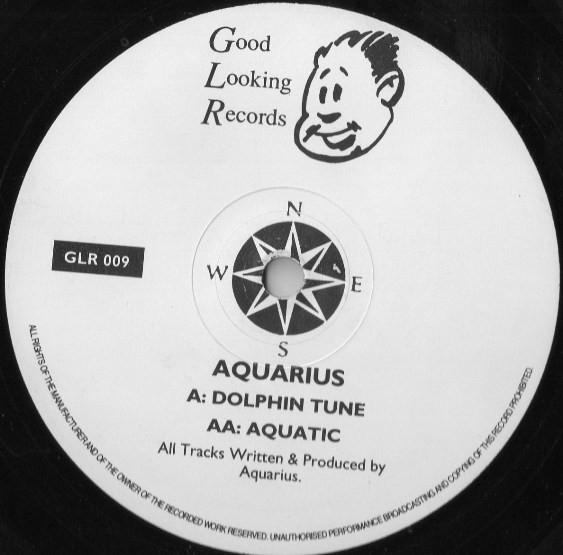 Good
Looking
Records
N
GLR 009
W
E
S
AQUARIUS
A: DOLPHIN TUNE
AA: AQUATIC
All Tracks Written & Produced by
Aquarius.
ALL RIGHTS OF THE MANUFACTURER AND OF THE OWNER OF THE RECORDED WORK RESERVED. UNAUTHORISED PERFORMANCE BROADCASTING AND COPYING OF THIS RECORD PROHIBITED.